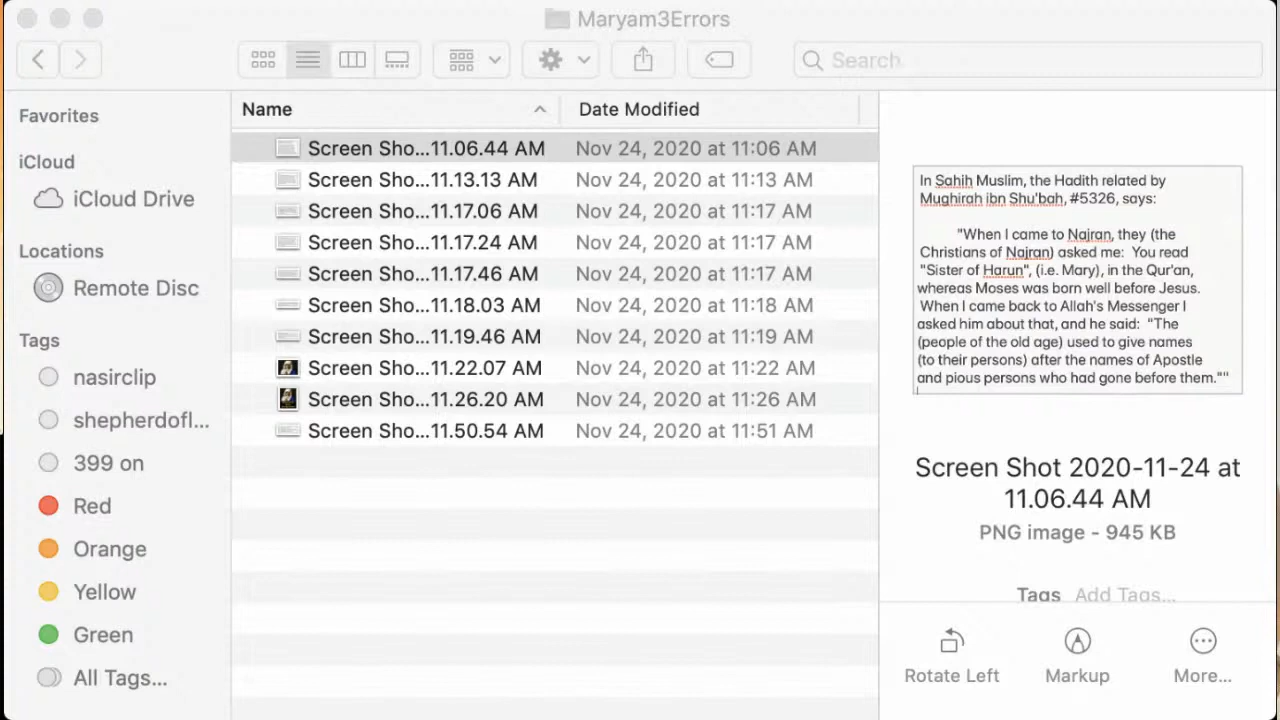 Maryam3Errors
Search
Favorites
iCloud
iCloud Drive
Locations
Remote Disc
Tags
nasirclip
shepherdofl...
399 on
Red
Orange
Yellow
Green
All Tags...
Name Date Modified
Screen Sho...11.06.44 AM Nov 24, 2020 at 11:06 AM
Screen Sho...11.13.13 AM Nov 24, 2020 at 11:13 AM
Screen Sho...11.17.06 AM Nov 24, 2020 at 11:17 AM
Screen Sho...11.17.24 AM Nov 24, 2020 at 11:17 AM
Screen Sho...11.17.46 AM Nov 24, 2020 at 11:17 AM
Screen Sho...11.18.03 AM Nov 24, 2020 at 11:18 AM
Screen Sho...11.19.46 AM Nov 24, 2020 at 11:19 AM
Screen Sho...11.22.07 AM Nov 24, 2020 at 11:22 AM
Screen Sho...11.26.20 AM Nov 24, 2020 at 11:26 AM
Screen Sho...11.50.54 AM Nov 24, 2020 at 11:51 AM
In Sahih Muslim, the Hadith related by
Mughirah ibn Shu'bah, #5326, says:
"When I came to Najran, they (the
Christians of Najran) asked me: You read
"Sister of Harun", (i.e. Mary), in the Qur'an,
whereas Moses was born well before Jesus.
When I came back to Allah's Messenger I
asked him about that, and he said: "The
(people of the old age) used to give names
(to their persons) after the names of Apostle
and pious persons who had gone before them.""
Screen Shot 2020-11-24 at
11.06.44 AM
PNG image - 945 KB
Tags Add Tags...
Rotate Left Markup More...